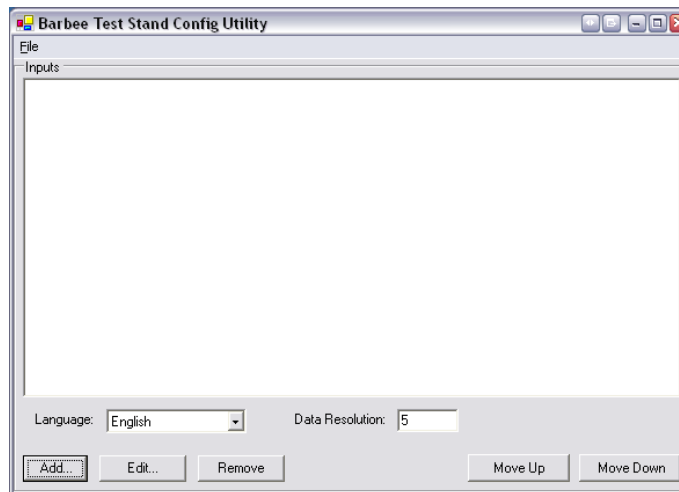 Barbee Test Stand Config Utility
File
Inputs
Language: English Data Resolution: 5
Add... Edit... Remove Move Up Move Down